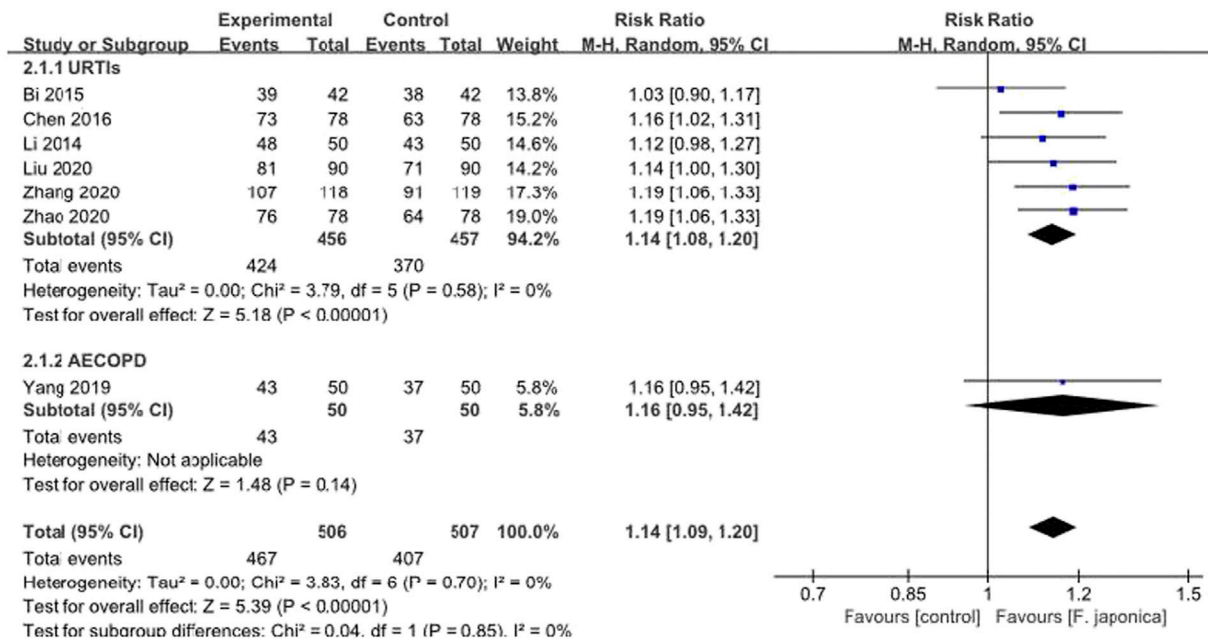 Experimental Control Risk Ratio Risk Ratio
Study or Subgroup Events Total Events Total Weight M-H, Random, 95% CI M-H, Random, 95% CI
2.1.1 URTIs
Bi 2015 39 42 38 42 13.8% 1.03 [0.90, 1.17]
Chen 2016 73 78 63 78 15.2% 1.16 [1.02, 1.31]
Li 2014 48 50 43 50 14.6% 1.12 [0.98, 1.27]
Liu 2020 81 90 71 90 14.2% 1.14 [1.00, 1.30]
Zhang 2020 107 118 91 119 17.3% 1.19 [1.06, 1.33]
Zhao 2020 76 78 64 78 19.0% 1.19 [1.06, 1.33]
Subtotal (95% CI) 456 457 94.2% 1.14 [1.08, 1.20]
Total events 424 370
Heterogeneity: Tau² = 0.00; Chi² = 3.79, df = 5 (P = 0.58); I² = 0%
Test for overall effect: Z = 5.18 (P < 0.00001)
2.1.2 AECOPD
Yang 2019 43 50 37 50 5.8% 1.16 [0.95, 1.42]
Subtotal (95% CI) 50 50 5.8% 1.16 [0.95, 1.42]
Total events 43 37
Heterogeneity: Not applicable
Test for overall effect: Z = 1.48 (P = 0.14)
Total (95% CI) 506 507 100.0% 1.14 [1.09, 1.20]
Total events 467 407
Heterogeneity: Tau² = 0.00; Chi² = 3.83, df = 6 (P = 0.70); I² = 0%
Test for overall effect: Z = 5.39 (P < 0.00001)
Test for subgroup differences: Chi² = 0.04, df = 1 (P = 0.85), I² = 0%
0.7 0.85 1 1.2 1.5
Favours [control] Favours [F. japonica]